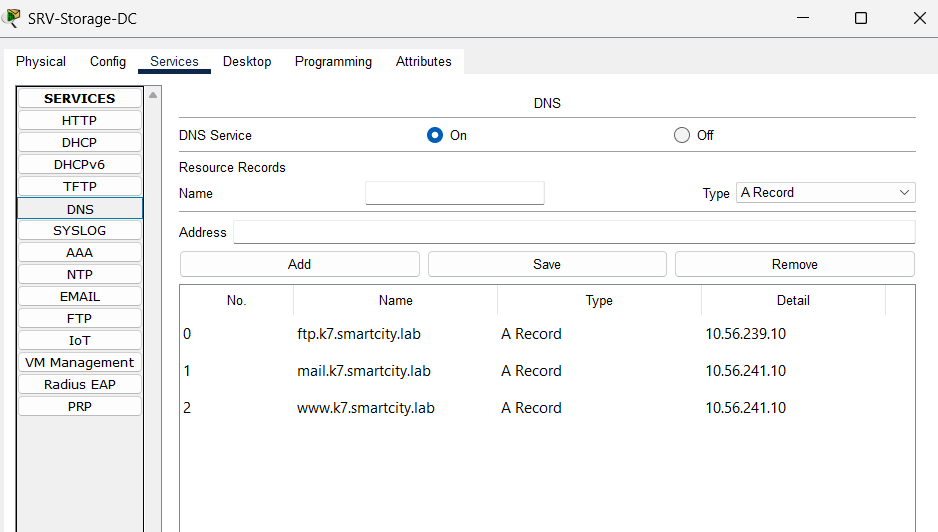 SRV-Storage-DC
Physical Config Services Desktop Programming Attributes
SERVICES
HTTP
DHCP
DHCPv6
TFTP
DNS
SYSLOG
AAA
NTP
EMAIL
FTP
IoT
VM Management
Radius EAP
PRP
DNS
DNS Service On Off
Resource Records
Name Type A Record
Address
Add Save Remove
No. Name Type Detail
0 ftp.k7.smartcity.lab A Record 10.56.239.10
1 mail.k7.smartcity.lab A Record 10.56.241.10
2 www.k7.smartcity.lab A Record 10.56.241.10